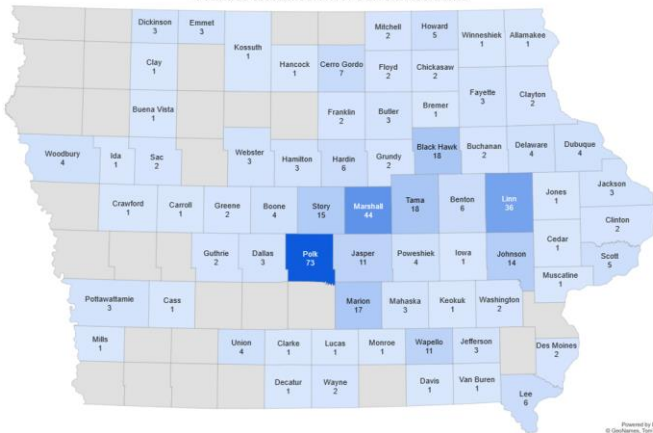 Dickinson
3
Emmet
3
Mitchell
2
Howard
5
Winneshiek
1
Allamakee
1
Kossuth
1
Clay
1
Hancock
1
Cerro Gordo
7
Floyd
2
Chickasaw
2
Fayette
3
Clayton
2
Buena Vista
1
Franklin
2
Butler
3
Bremer
1
Woodbury
4
Ida
1
Sac
2
Webster
3
Hamilton
3
Hardin
6
Grundy
2
Black Hawk
18
Buchanan
2
Delaware
4
Dubuque
4
Crawford
1
Carroll
1
Greene
2
Boone
4
Story
15
Marshall
44
Tama
18
Benton
6
Linn
36
Jones
1
Jackson
3
Clinton
2
Guthrie
2
Dallas
3
Polk
73
Jasper
11
Poweshiek
4
Iowa
1
Johnson
14
Cedar
1
Scott
5
Muscatine
1
Pottawattamie
3
Cass
1
Marion
17
Mahaska
3
Keokuk
1
Washington
2
Mills
1
Union
4
Clarke
1
Lucas
1
Monroe
1
Wapello
11
Jefferson
3
Des Moines
2
Decatur
1
Wayne
2
Davis
1
Van Buren
1
Lee
6
Powered by
© GeoNames, Tom